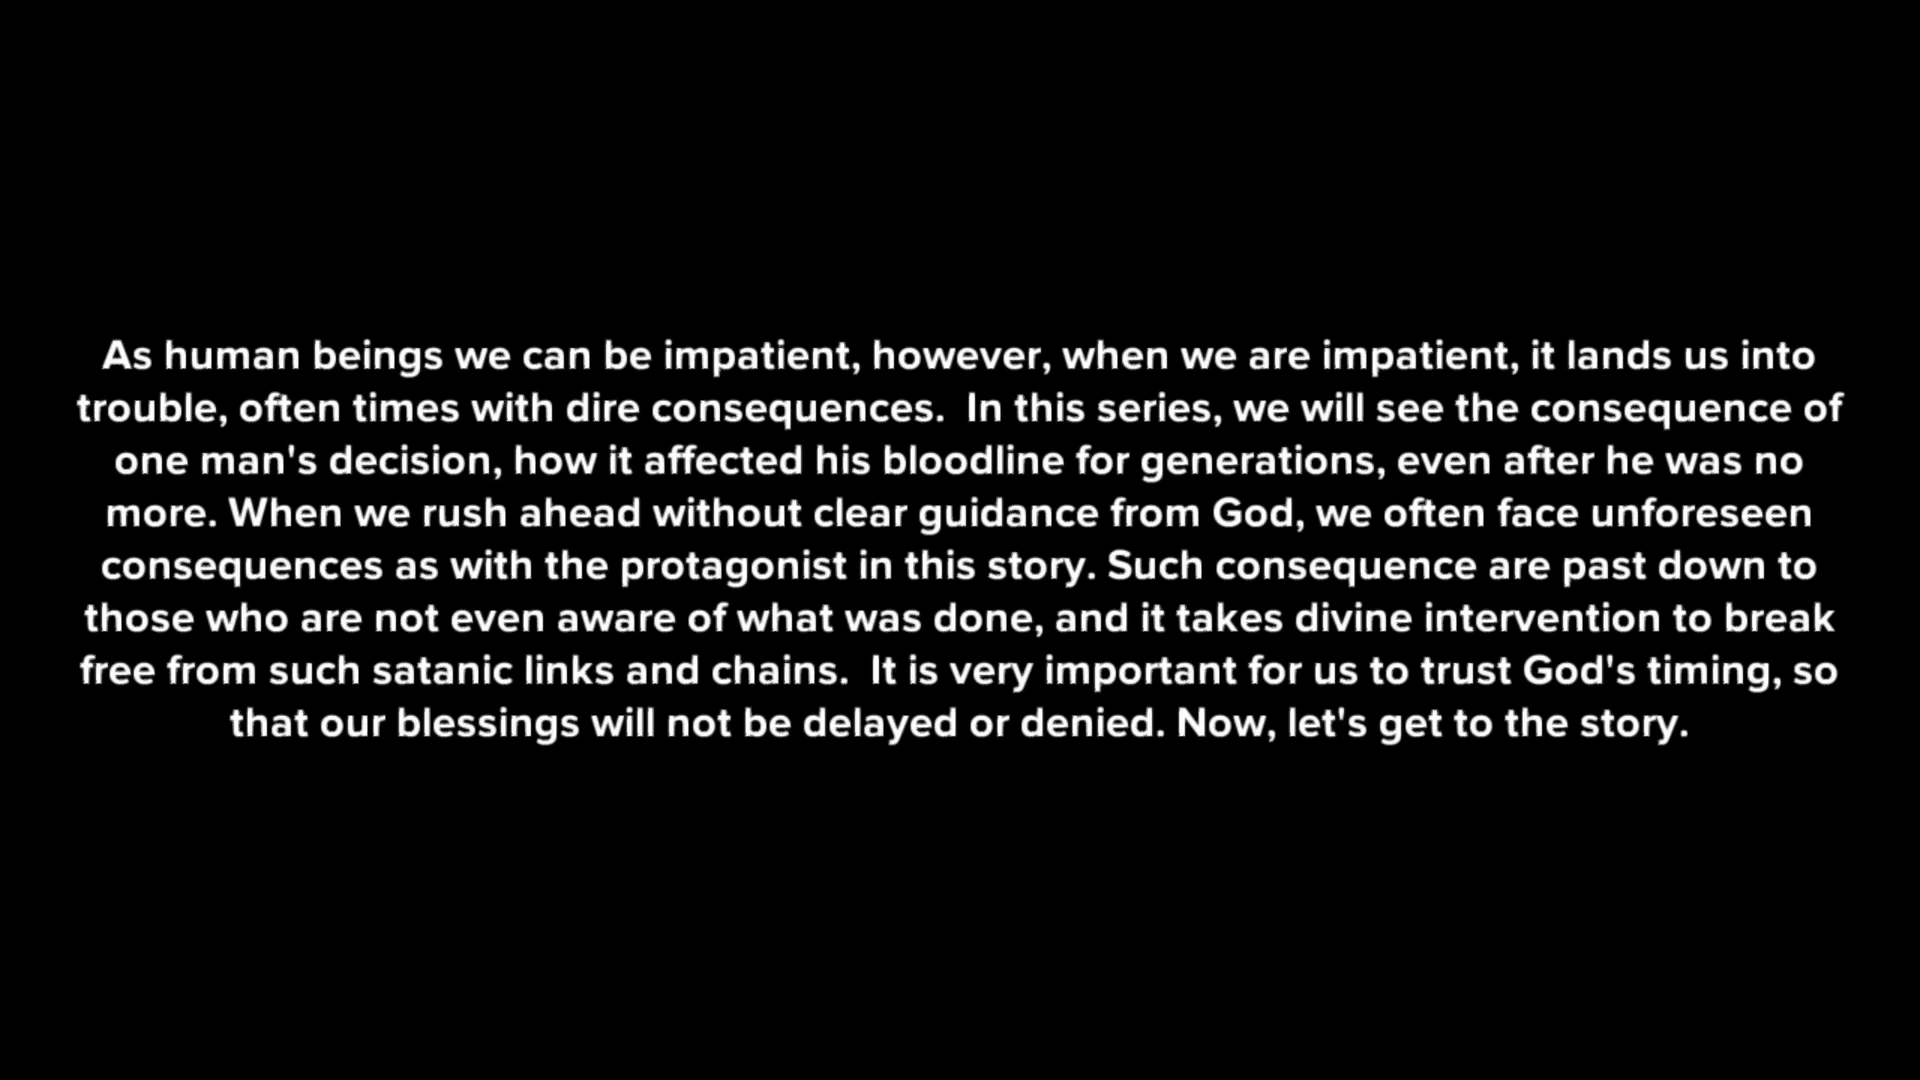 As human beings we can be impatient, however, when we are impatient, it lands us into
trouble, often times with dire consequences.  In this series, we will see the consequence of
one man's decision, how it affected his bloodline for generations, even after he was no
more. When we rush ahead without clear guidance from God, we often face unforeseen
consequences as with the protagonist in this story. Such consequence are past down to
those who are not even aware of what was done, and it takes divine intervention to break
free from such satanic links and chains.  It is very important for us to trust God's timing, so
that our blessings will not be delayed or denied. Now, let's get to the story.